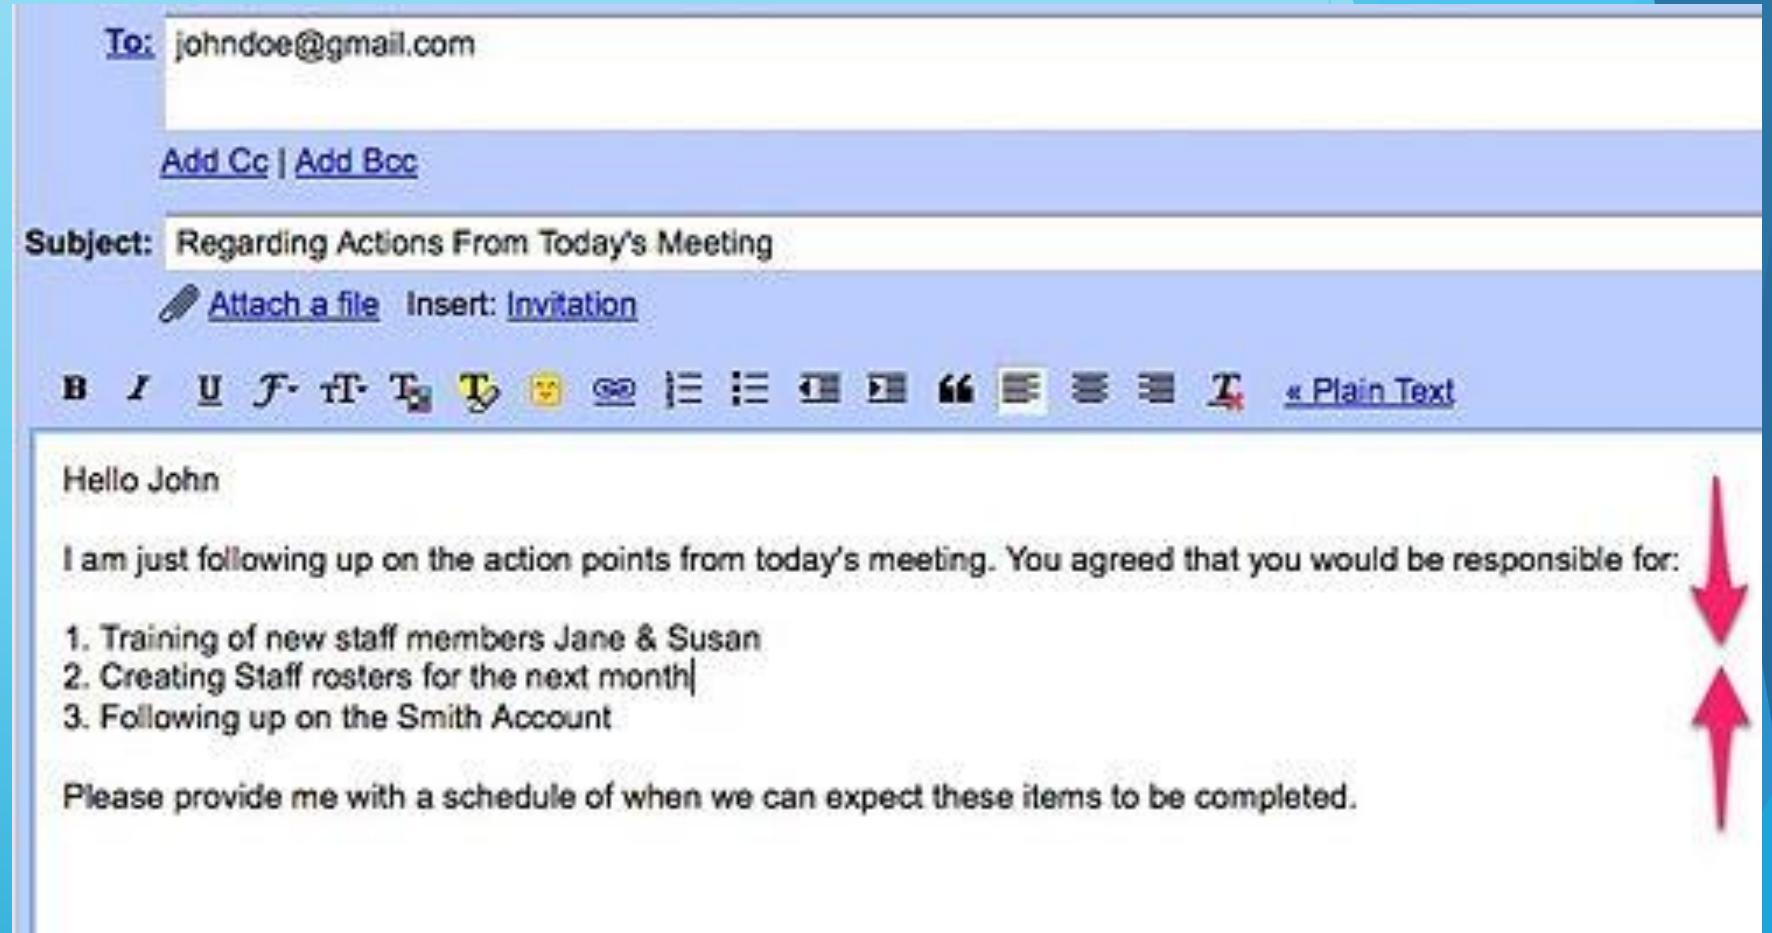 To: johndoe@gmail.com
Add Cc | Add Bcc
Subject: Regarding Actions From Today's Meeting
Attach a file Insert: Invitation
B I U F T T T « Plain Text
Hello John
I am just following up on the action points from today's meeting. You agreed that you would be responsible for:
1. Training of new staff members Jane & Susan
2. Creating Staff rosters for the next month
3. Following up on the Smith Account
Please provide me with a schedule of when we can expect these items to be completed.